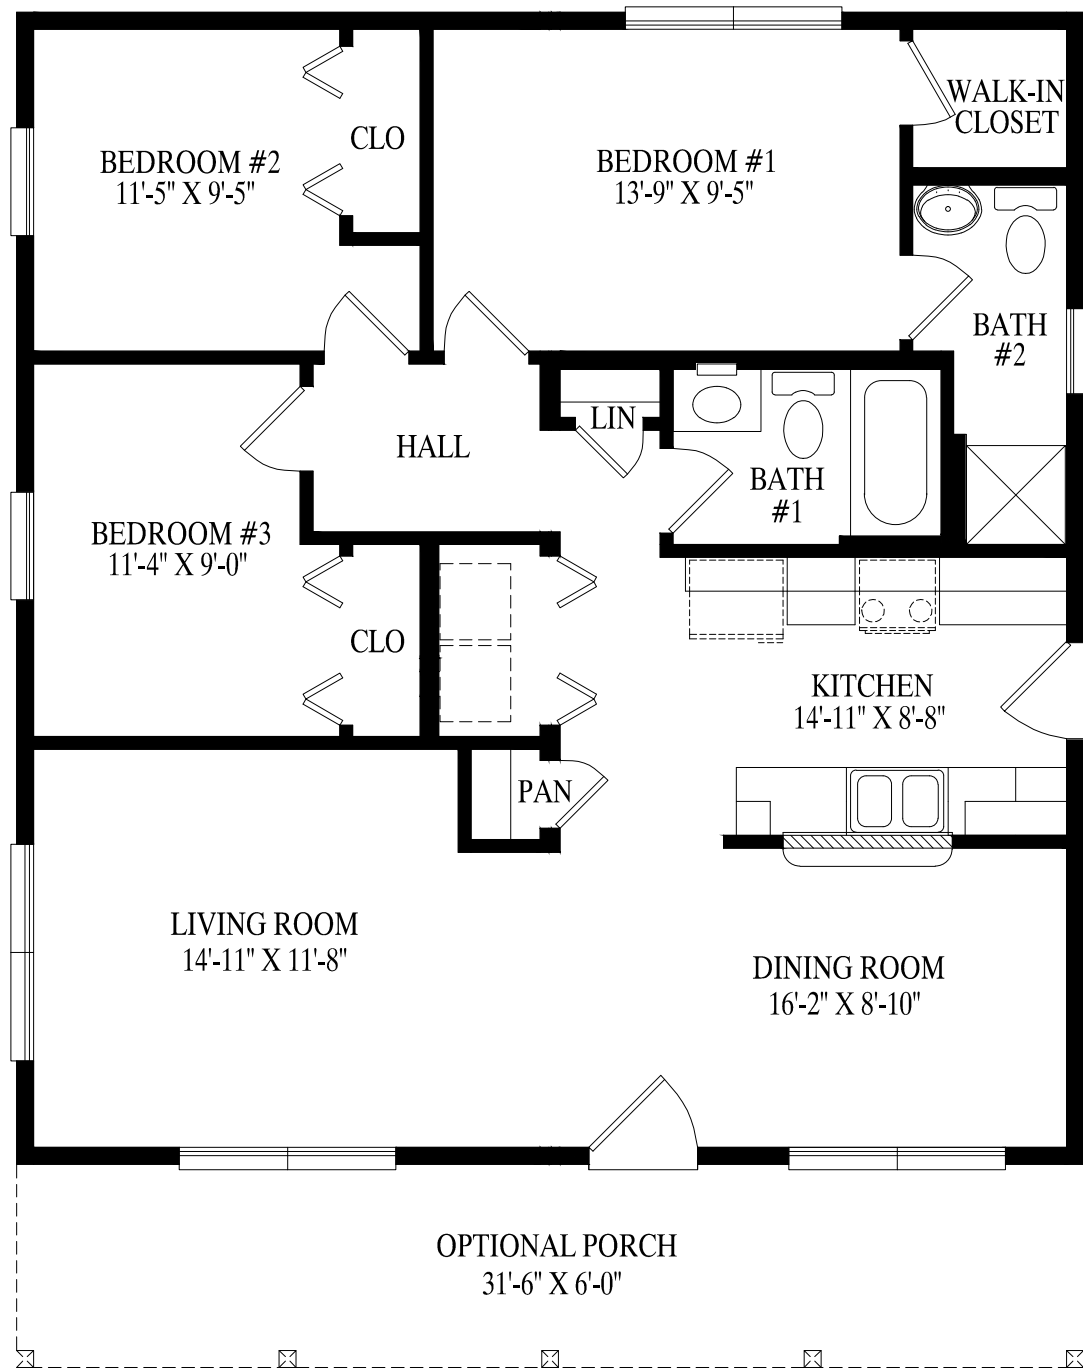 WALK-IN
CLOSET
CLO
BEDROOM #2
11'-5" X 9'-5"
BEDROOM #1
13'-9" X 9'-5"
BATH
#2
LIN
HALL
BATH
#1
BEDROOM #3
11'-4" X 9'-0"
CLO
KITCHEN
14'-11" X 8'-8"
PAN
LIVING ROOM
14'-11" X 11'-8"
DINING ROOM
16'-2" X 8'-10"
OPTIONAL PORCH
31'-6" X 6'-0"